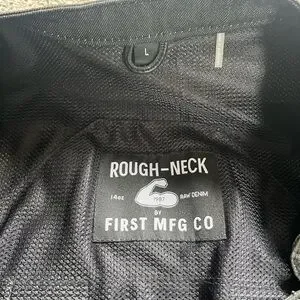 L
ROUGH-NECK
14oz 1987 RAW DENIM
BY
FIRST MFG CO